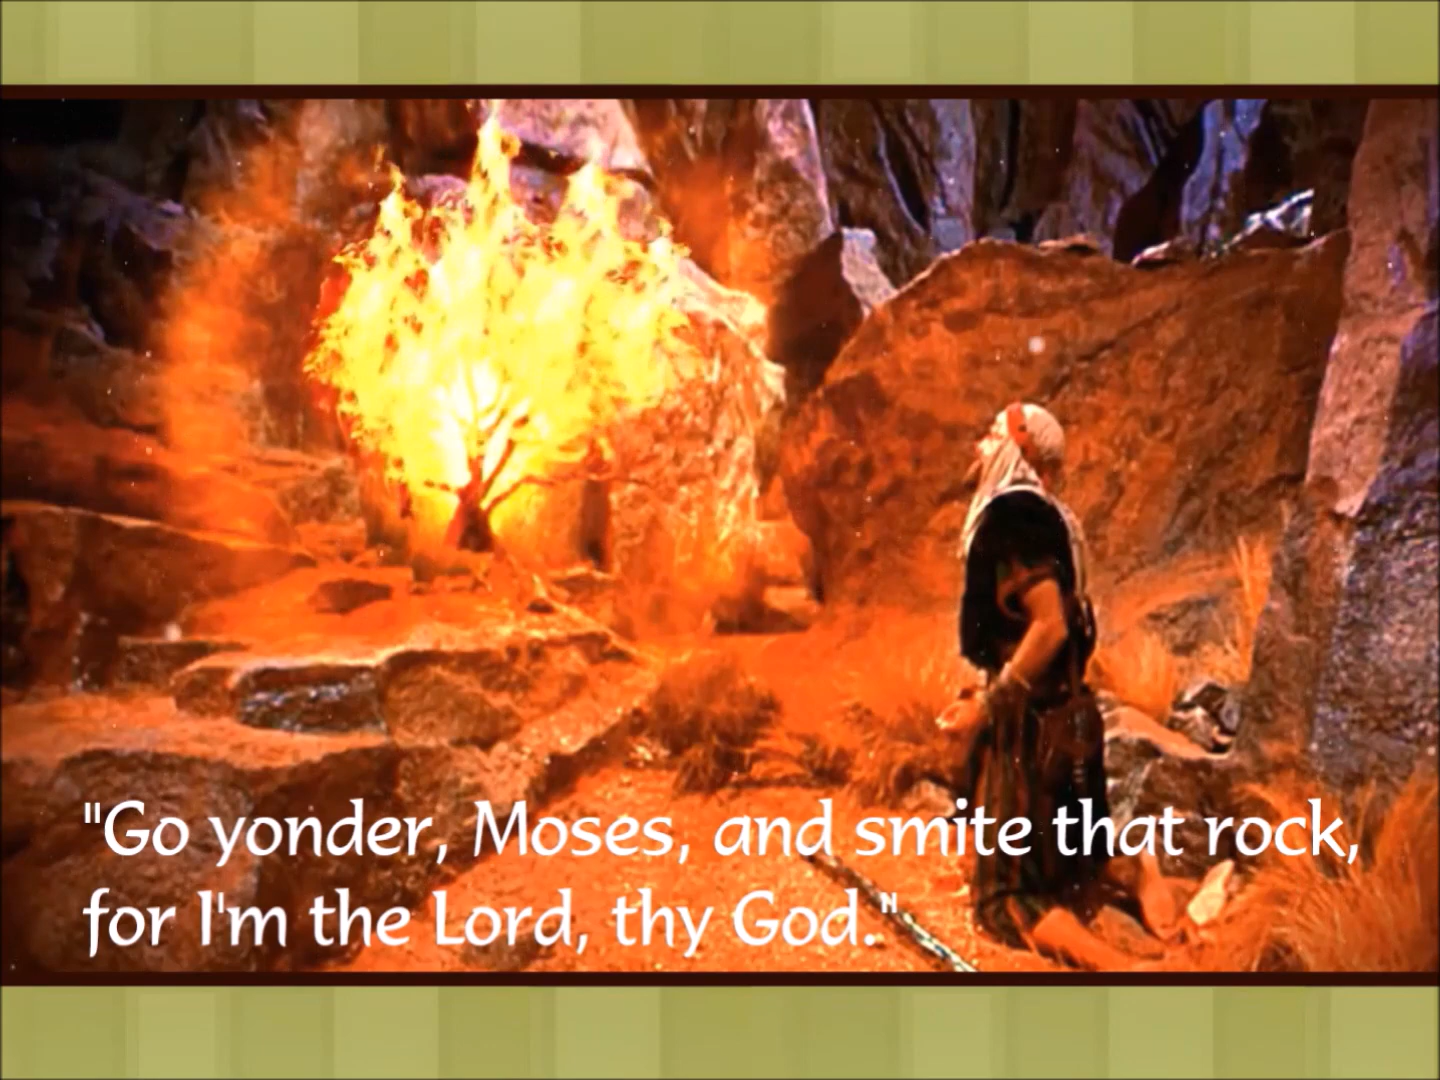 "Go yonder, Moses, and smite that rock,
for I'm the Lord, thy God."